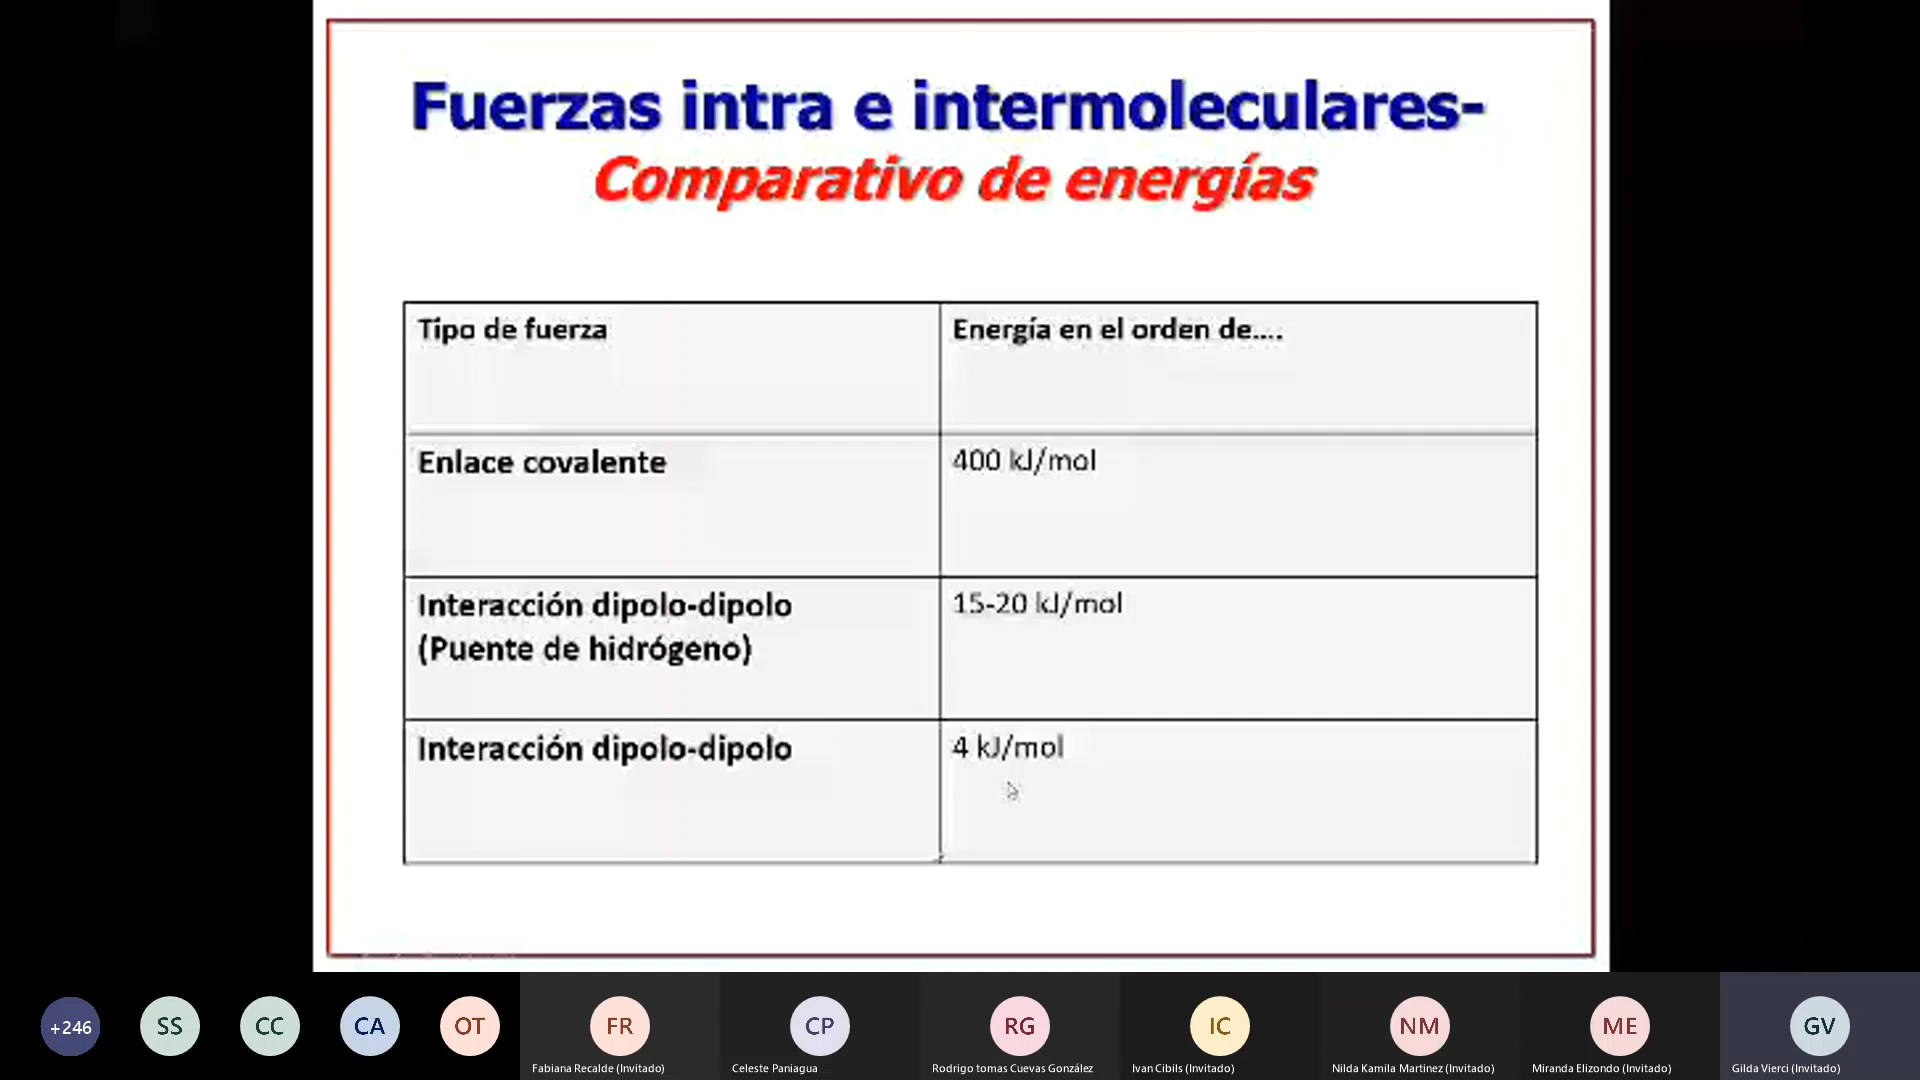 Fuerzas intra e intermoleculares-
Comparativo de energías
Tipo de fuerza
Energía en el orden de....
Enlace covalente
400 kJ/mol
Interacción dipolo-dipolo
(Puente de hidrógeno)
15-20 kJ/mol
Interacción dipolo-dipolo
4 kJ/mol
+246
SS
CC
CA
OT
FR
CP
RG
IC
NM
ME
GV
Fabiana Recalde (Invitado)
Celeste Paniagua
Rodrigo tomas Cuevas González
Ivan Cibils (Invitado)
Nilda Kamila Martinez (Invitado)
Miranda Elizondo (Invitado)
Gilda Vierci (Invitado)